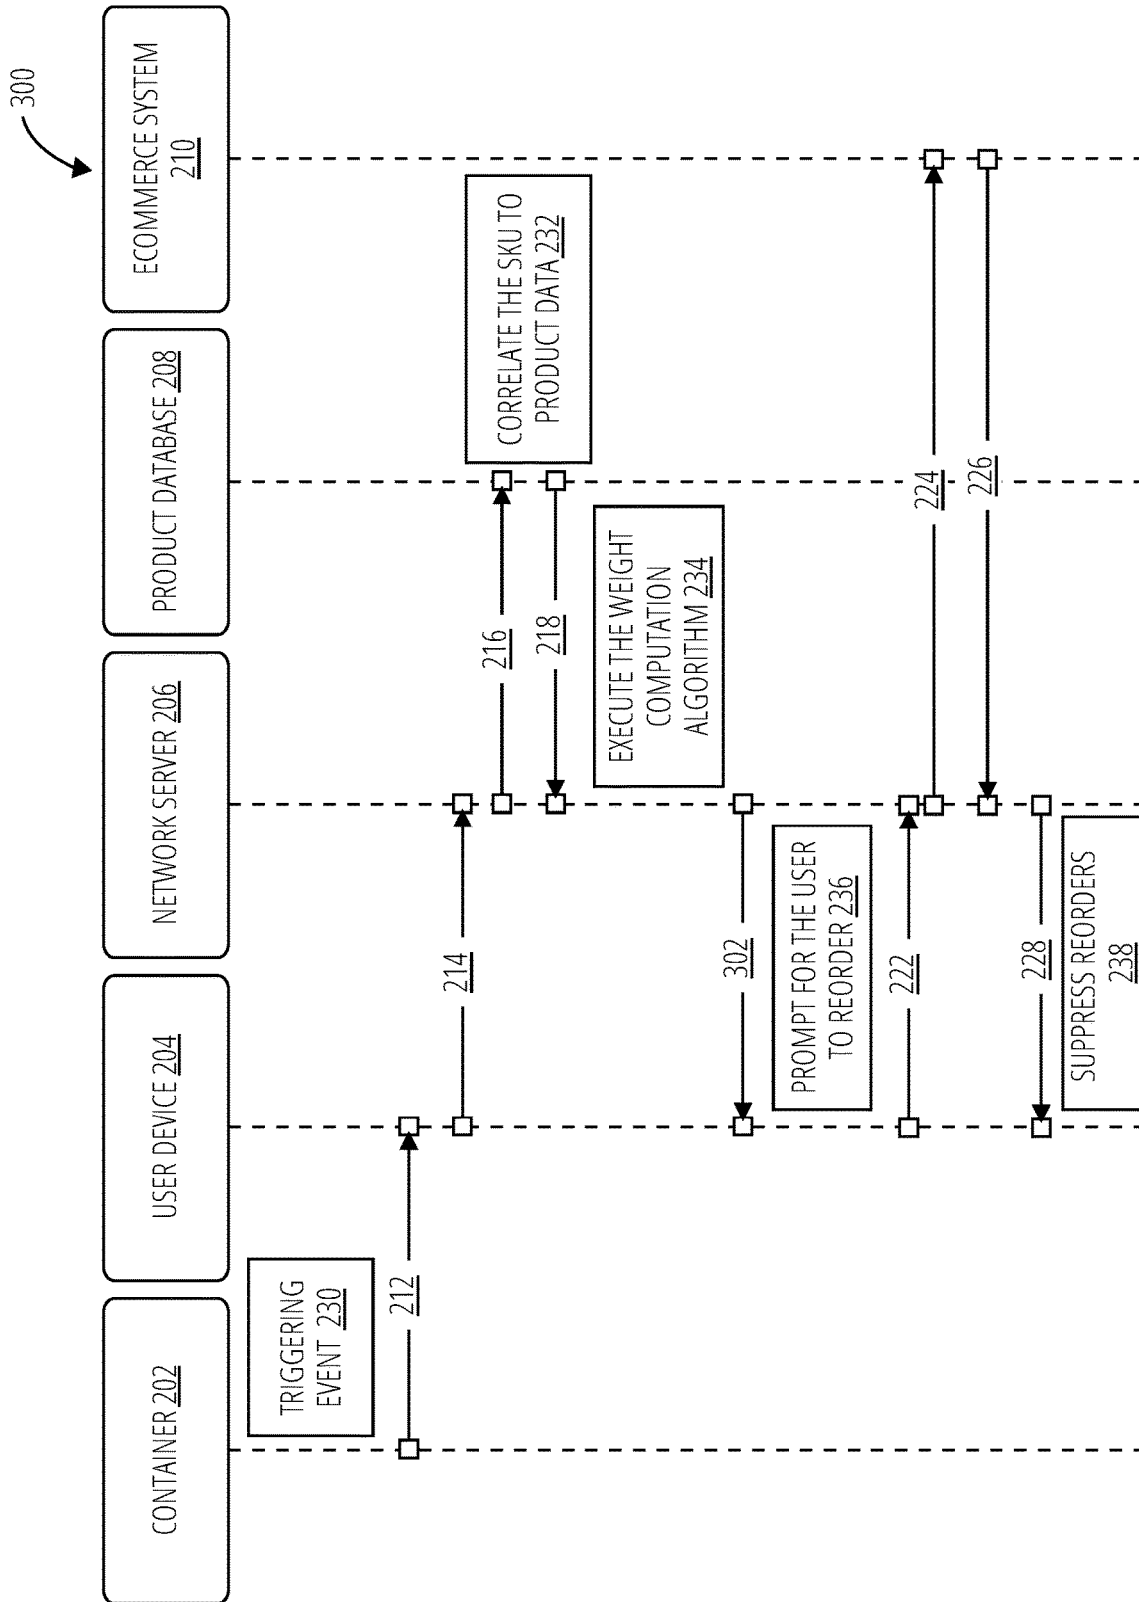 300
CONTAINER 202
USER DEVICE 204
NETWORK SERVER 206
PRODUCT DATABASE 208
ECOMMERCE SYSTEM
210
TRIGGERING
EVENT 230
212
214
216
CORRELATE THE SKU TO
PRODUCT DATA 232
218
EXECUTE THE WEIGHT
COMPUTATION
ALGORITHM 234
302
PROMPT FOR THE USER
TO REORDER 236
222
224
226
228
SUPPRESS REORDERS
238